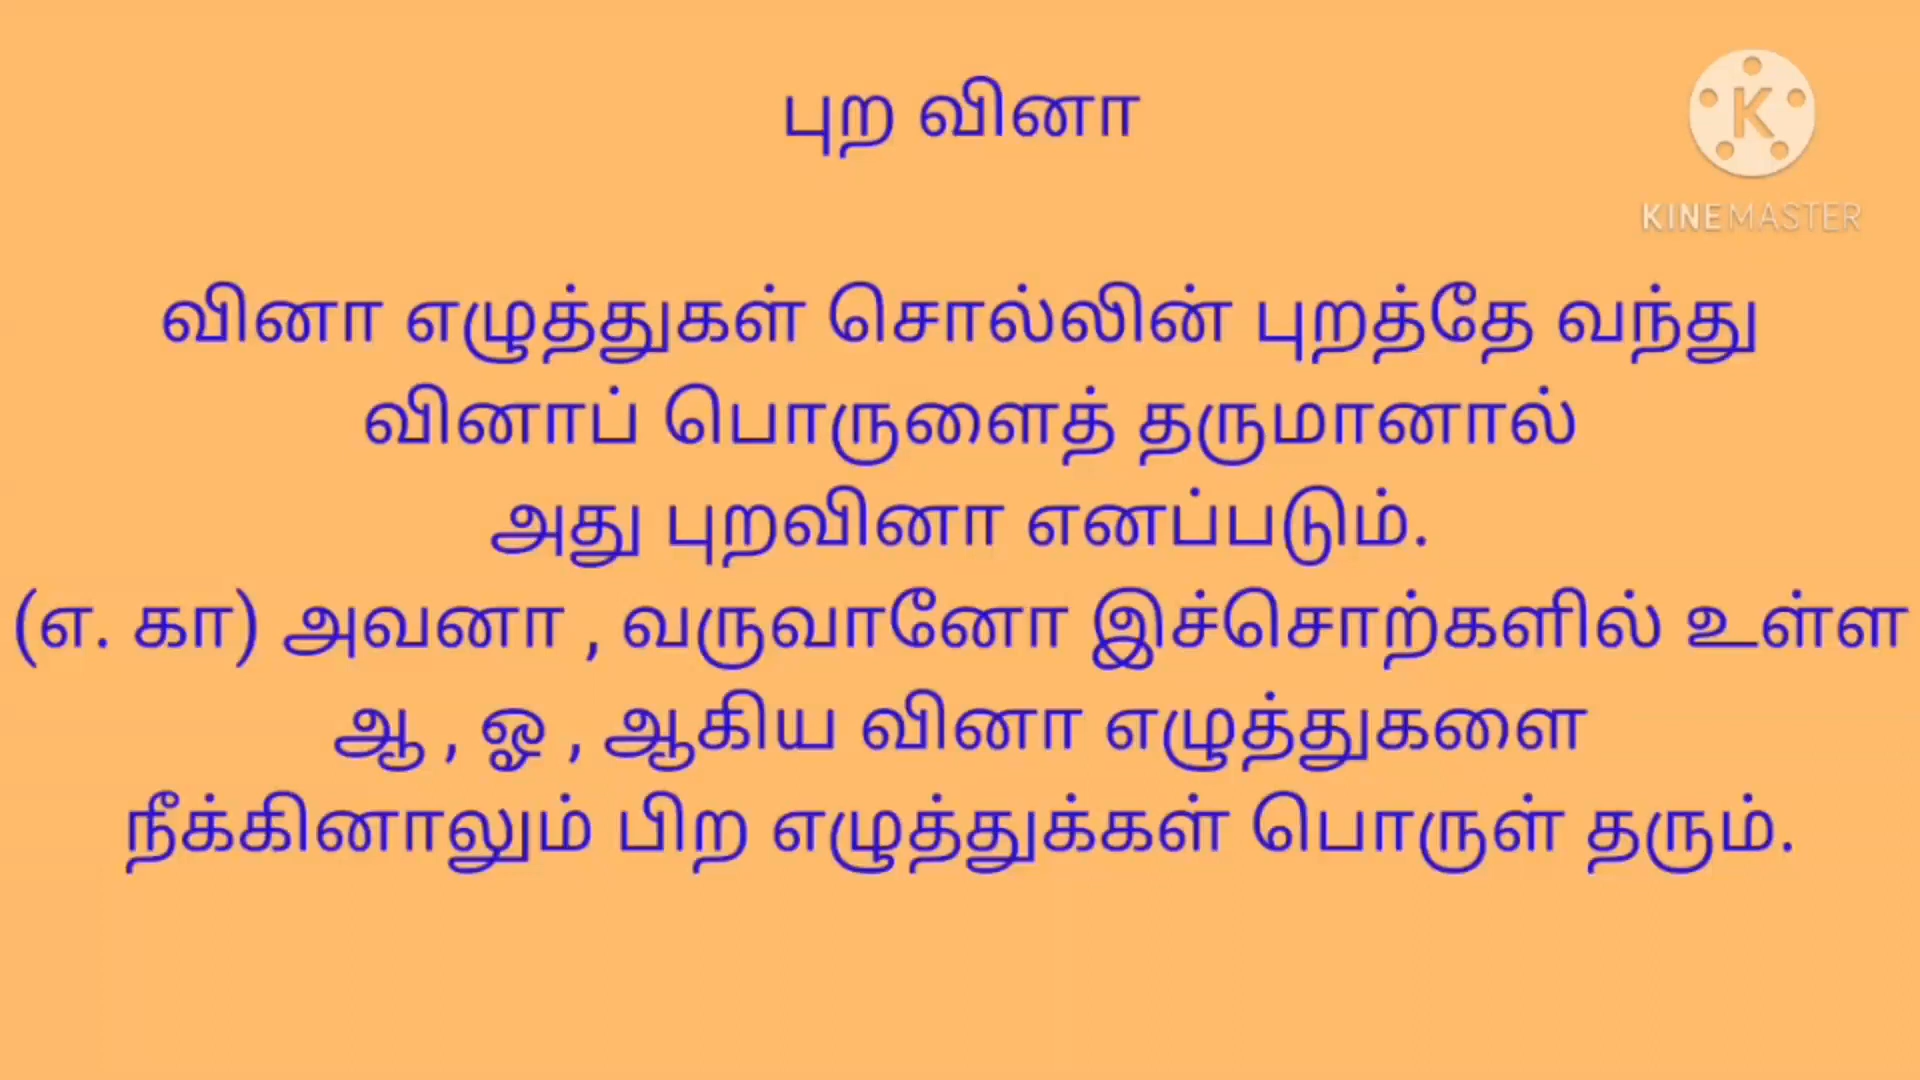 புற வினா
KINEMASTER
வினா எழுத்துகள் சொல்லின் புறத்தே வந்து
வினாப் பொருளைத் தருமானால்
அது புறவினா எனப்படும்.
(எ. கா) அவனா , வருவானோ இச்சொற்களில் உள்ள
ஆ , ஓ , ஆகிய வினா எழுத்துகளை
நீக்கினாலும் பிற எழுத்துக்கள் பொருள் தரும்.